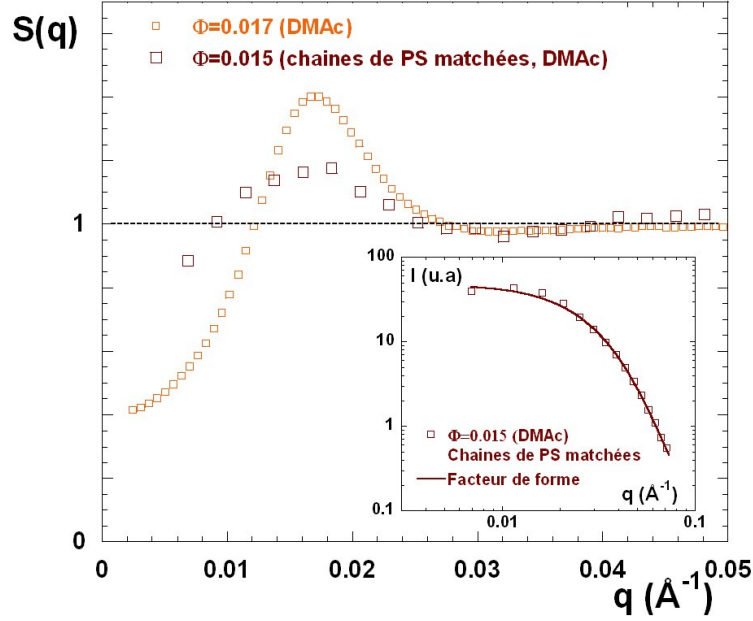 S(q)
Φ=0.017 (DMAc)
Φ=0.015 (chaines de PS matchées, DMAc)
1
0
0
0.01
0.02
0.03
0.04
0.05
q (Å-1)
100
I (u.a)
10
1
0.1
Φ=0.015 (DMAc)
Chaines de PS matchées
Facteur de forme
q (Å-1)
0.01
0.1